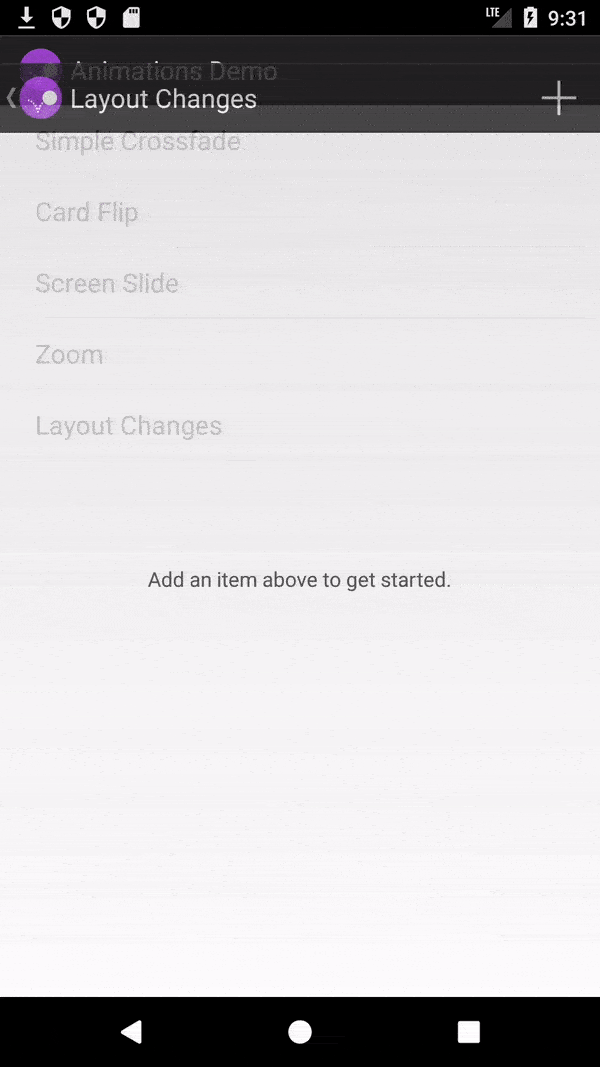 LTE 9:31
Animations Demo
Layout Changes
Simple Crossfade
Card Flip
Screen Slide
Zoom
Layout Changes
Add an item above to get started.